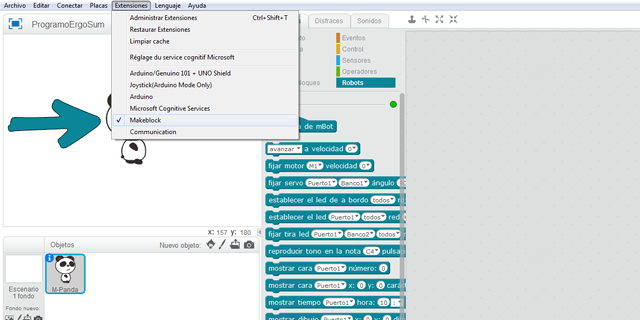 Archivo Editar Conectar Placas Extensiones Lenguaje Ayuda
ProgramoErgoSum
Administrar Extensiones Ctrl+Shift+T
Restaurar Extensiones
Limpiar cache
Réglage du service cognitif Microsoft
Arduino/Genuino 101 + UNO Shield
Joystick(Arduino Mode Only)
Arduino
Microsoft Cognitive Services
Makeblock
Communication
Disfraces Sonidos
Eventos
Control
Sensores
Operadores
Robots
de mBot
avanzar a velocidad 0
fijar motor M1 velocidad 0
fijar servo Puerto1 Banco1 ángulo
establecer el led de a bordo todos
establecer el led Puerto1 todos
fijar tira led Puerto1 Banco2 todos
reproducir tono en la nota C4
mostrar cara Puerto1 número: 0
mostrar cara Puerto1 x: 0 y: 0
mostrar tiempo Puerto1 hora: 10 :
mostrar dibujo Puerto1 x: 0 y: 0
x: 157 y: 180
Objetos Nuevo objeto:
Escenario
1 fondo
M-Panda
Fondo nuevo: